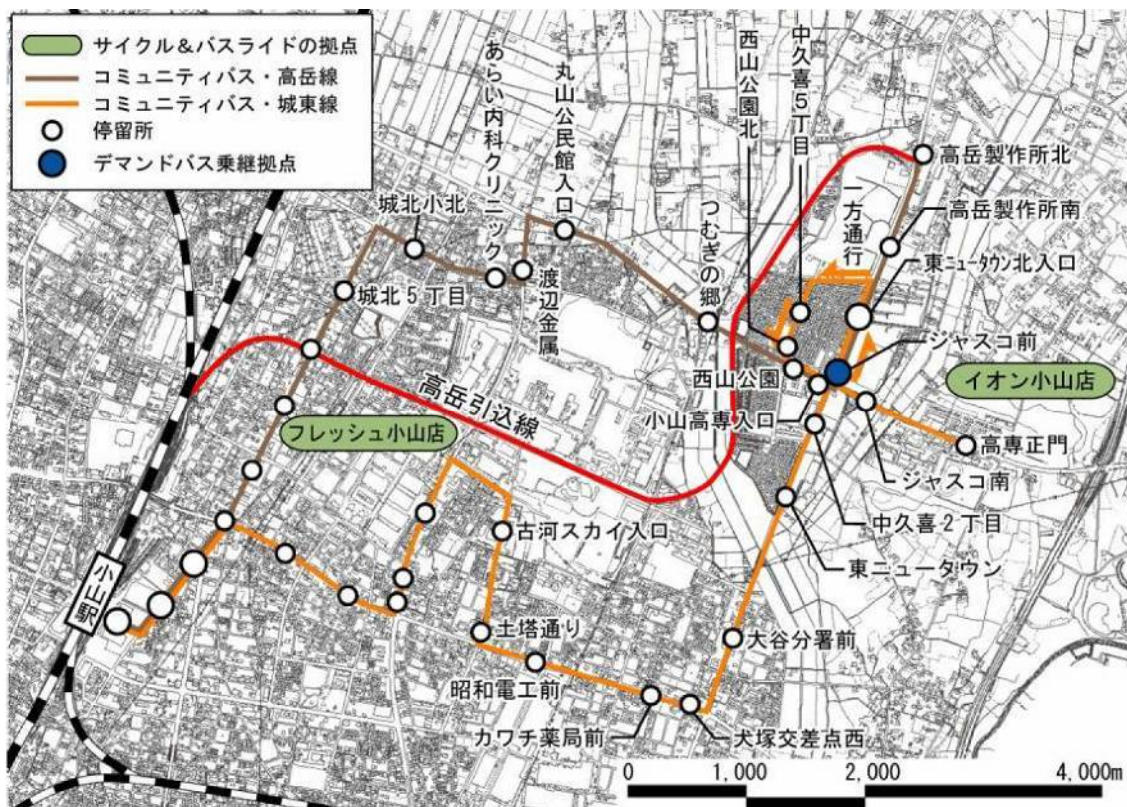 サイクル＆バスライドの拠点
コミュニティバス・高岳線
コミュニティバス・城東線
停留所
デマンドバス乗継拠点
あらい内科クリニック
丸山公民館入口
西山公園北
中久喜5丁目
高岳製作所北
城北小北
つむぎの郷
一方通行
高岳製作所南
東ニュータウン北入口
渡辺金属
城北５丁目
ジャスコ前
西山公園
イオン小山店
高岳引込線
小山高専入口
フレッシュ小山店
高専正門
ジャスコ南
中久喜２丁目
古河スカイ入口
東ニュータウン
小山駅
土塔通り
大谷分署前
昭和電工前
カワチ薬局前
犬塚交差点西
0 1,000 2,000 4,000m